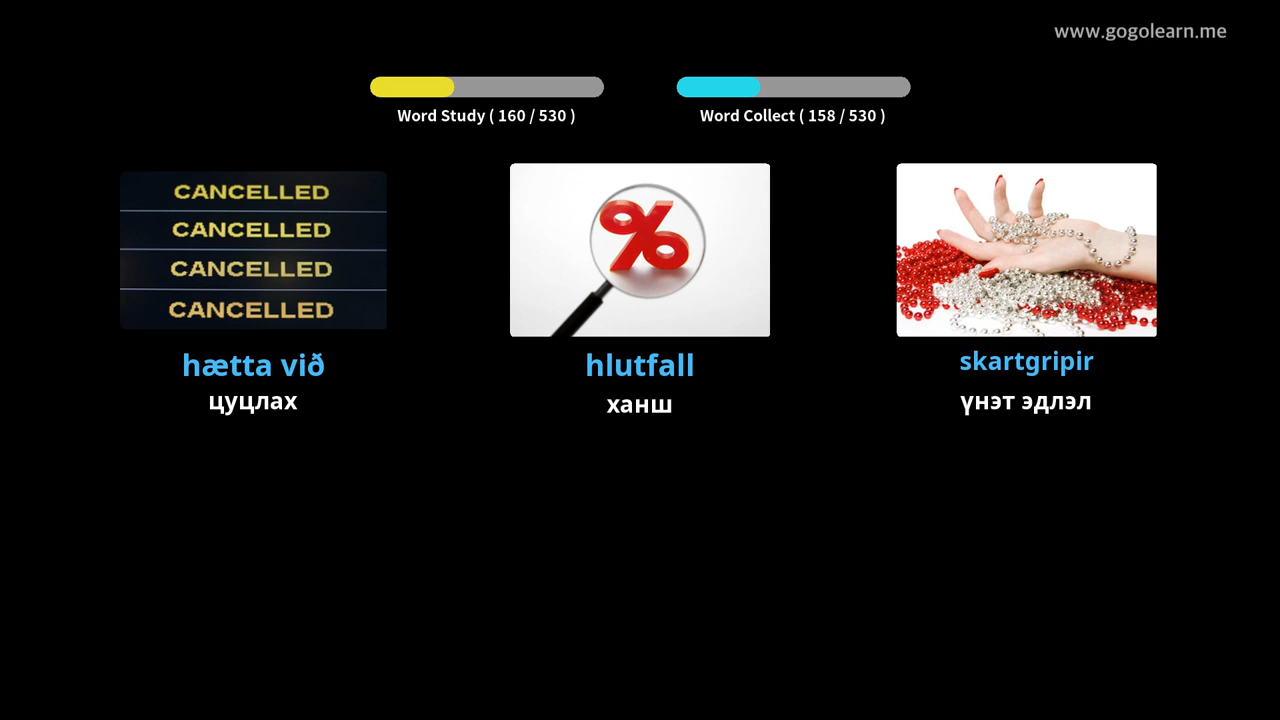 www.gogolearn.me
Word Study ( 160 / 530 )
Word Collect ( 158 / 530 )
CANCELLED
CANCELLED
CANCELLED
CANCELLED
%
hætta við
hlutfall
skartgripir
цуцлах
ханш
үнэт эдлэл